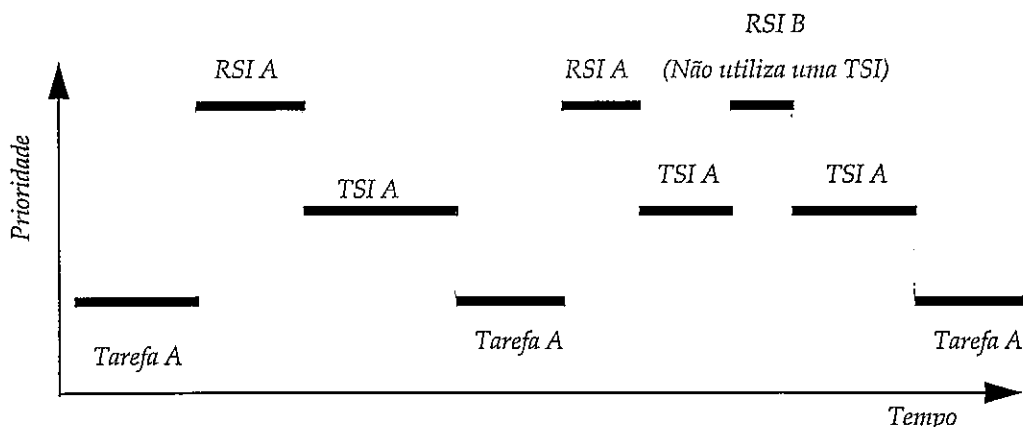 RSI B
RSI A
RSI A
(Não utiliza uma TSI)
Prioridade
TSI A
TSI A
TSI A
Tarefa A
Tarefa A
Tarefa A
Tempo